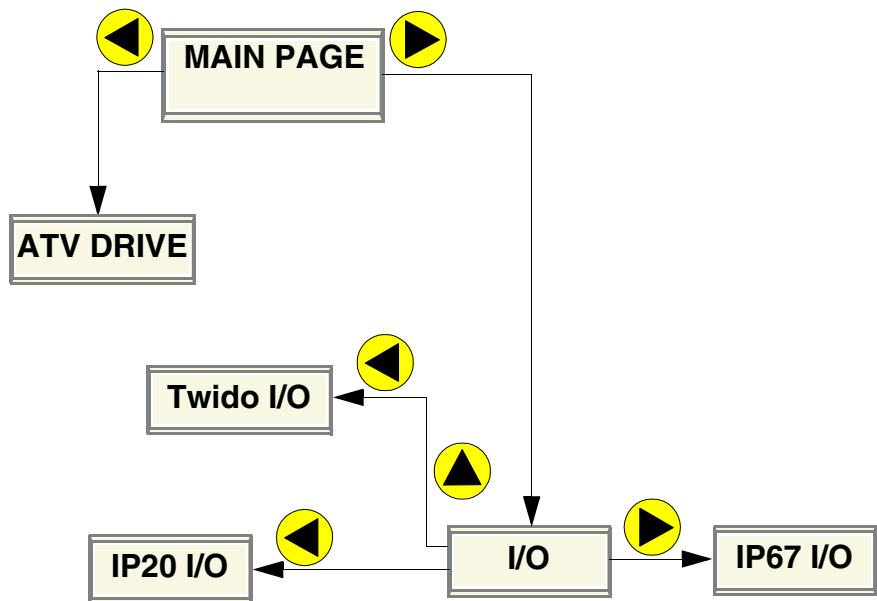 MAIN PAGE
ATV DRIVE
Twido I/O
IP20 I/O
I/O
IP67 I/O